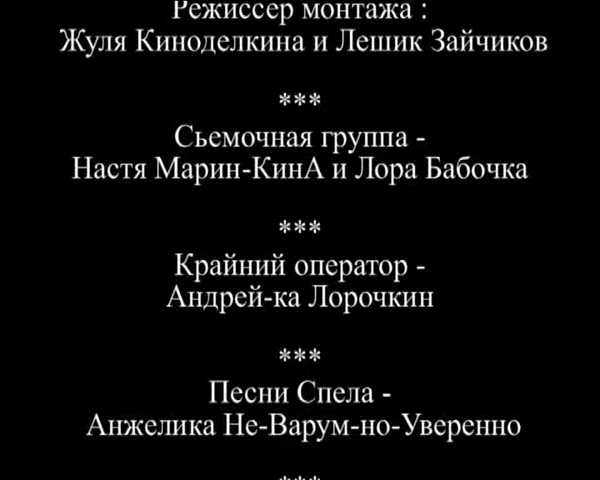 Режиссер монтажа :
Жуля Киноделкина и Лешик Зайчиков
***
Сьемочная группа -
Настя Марин-КинА и Лора Бабочка
***
Крайний оператор -
Андрей-ка Лорочкин
***
Песни Спела -
Анжелика Не-Варум-но-Уверенно
***